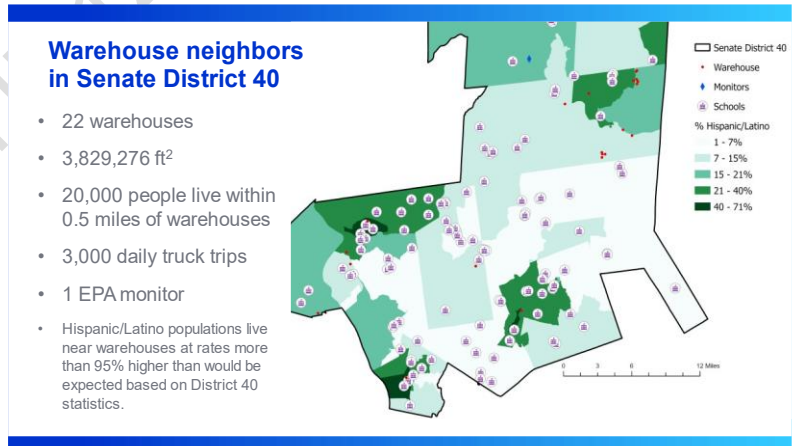 Warehouse neighbors
in Senate District 40
• 22 warehouses
• 3,829,276 ft²
• 20,000 people live within
0.5 miles of warehouses
• 3,000 daily truck trips
• 1 EPA monitor
• Hispanic/Latino populations live
near warehouses at rates more
than 95% higher than would be
expected based on District 40
statistics.
Senate District 40
Warehouse
Monitors
Schools
% Hispanic/Latino
1 - 7%
7 - 15%
15 - 21%
21 - 40%
40 - 71%
0 3 6 12 Miles